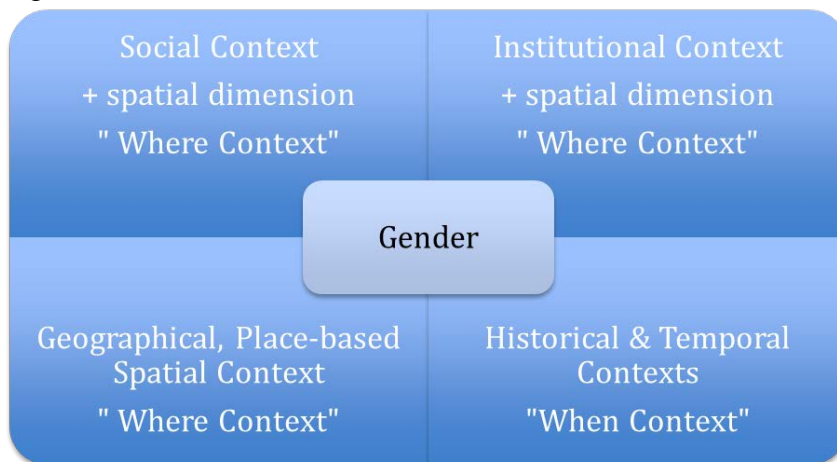 Social Context
+ spatial dimension
" Where Context"
Institutional Context
+ spatial dimension
" Where Context"
Gender
Geographical, Place-based
Spatial Context
" Where Context"
Historical & Temporal
Contexts
"When Context"